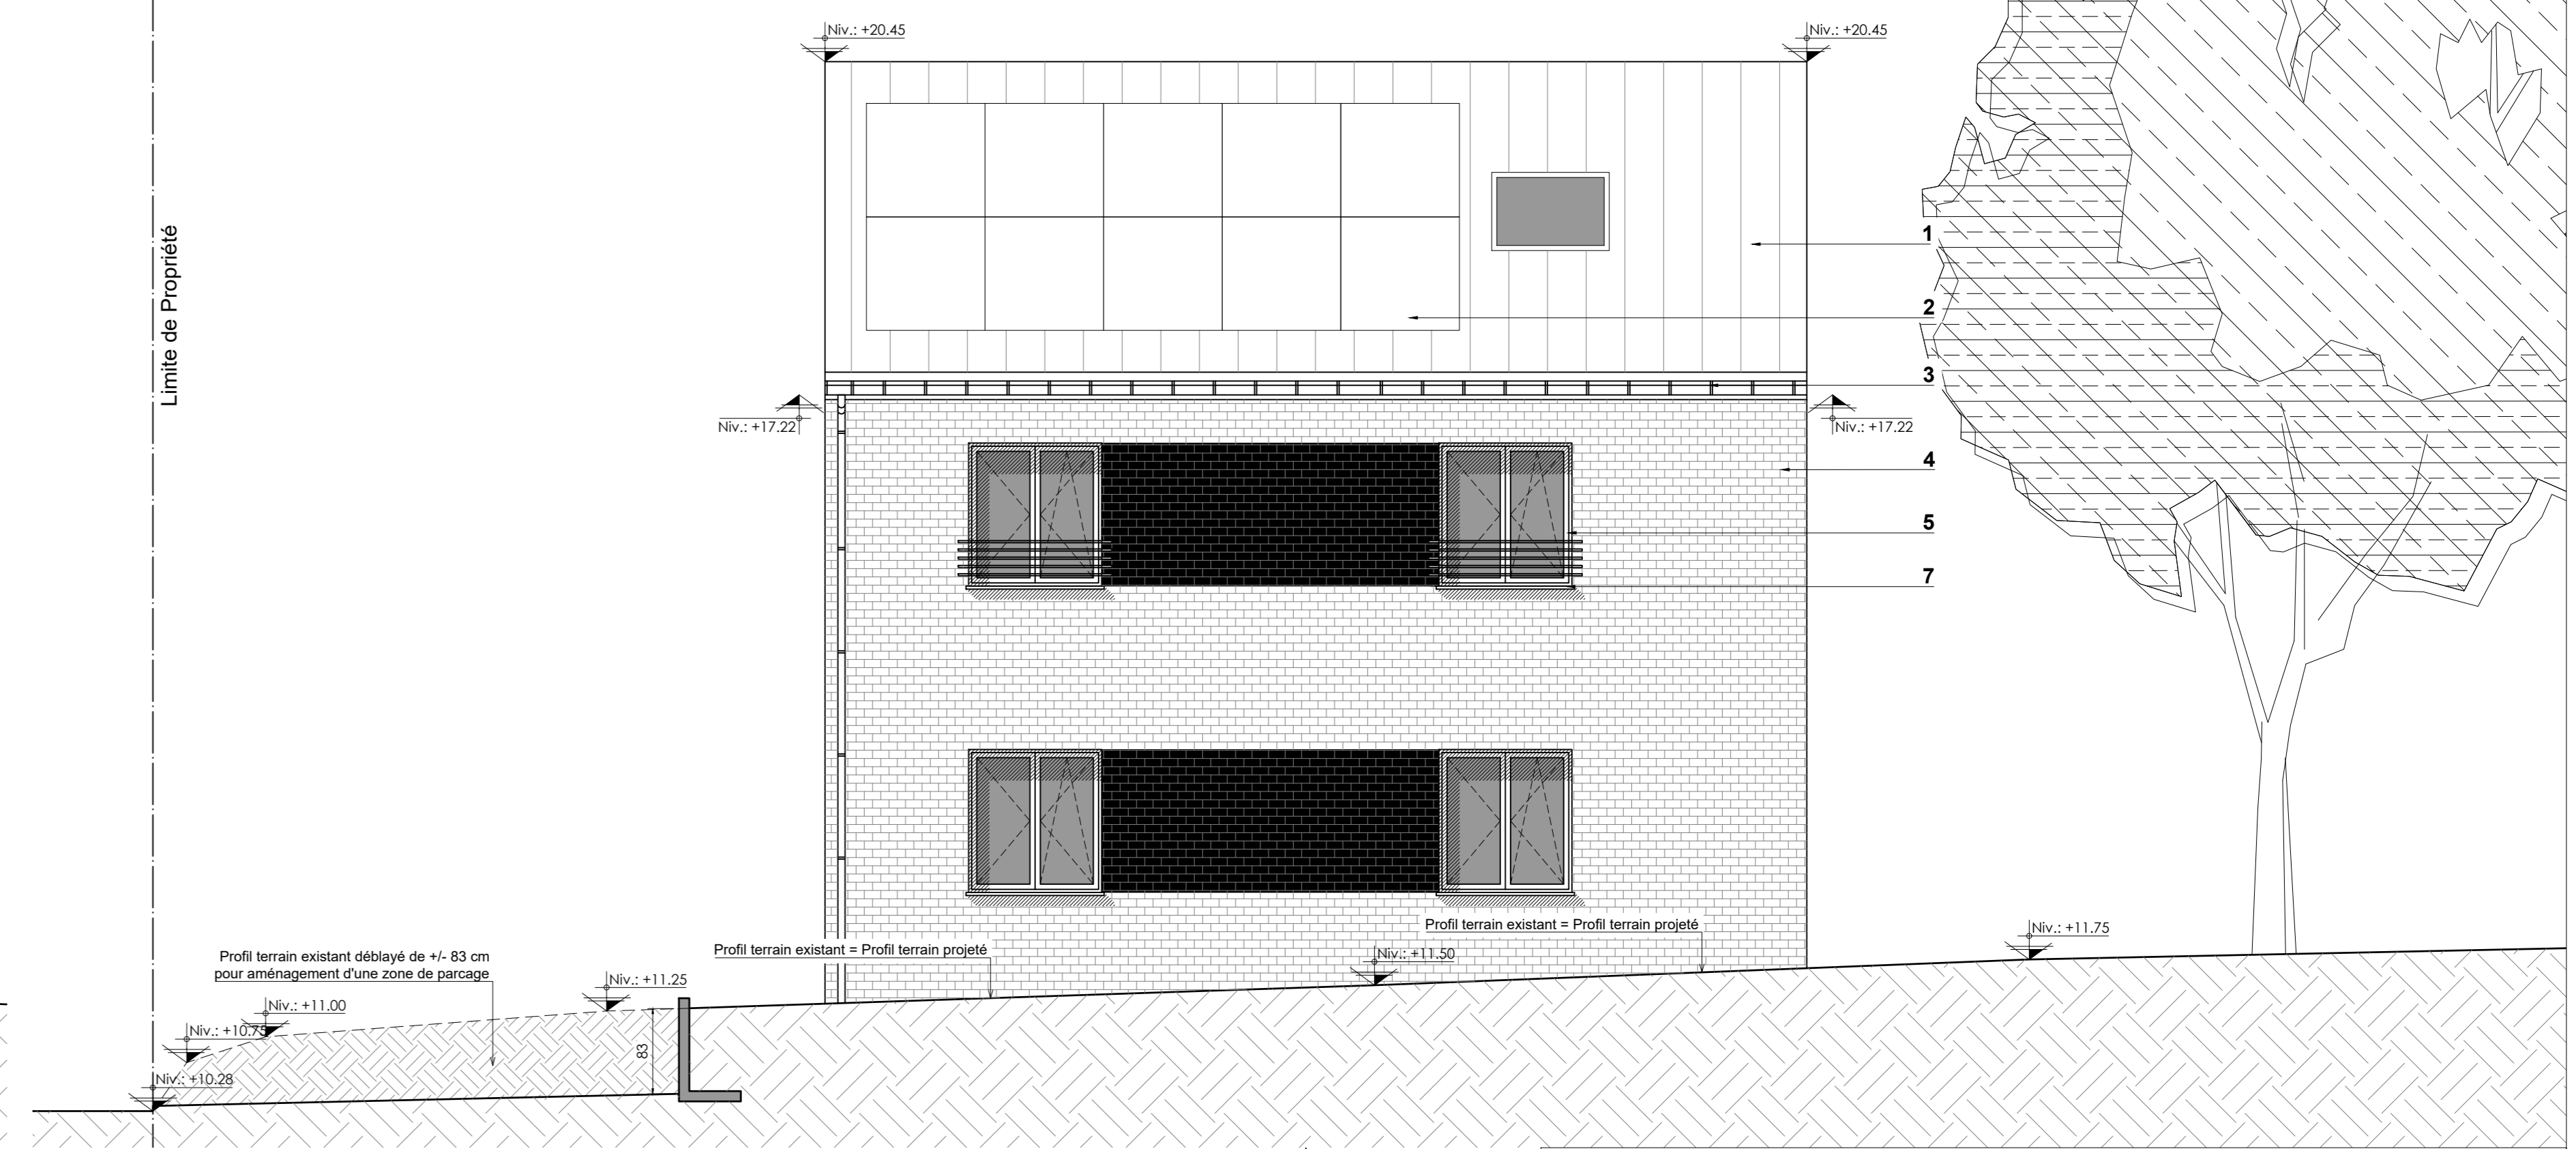 Niv.: +20.45
Niv.: +20.45
Limite de Propriété
1
2
3
Niv.: +17.22
Niv.: +17.22
4
5
7
Profil terrain existant = Profil terrain projeté
Niv.: +11.75
Profil terrain existant = Profil terrain projeté
Niv.: +11.50
Profil terrain existant déblayé de +/- 83 cm
pour aménagement d'une zone de parcage
Niv.: +11.25
Niv.: +11.00
Niv.: +10.75
83
Niv.: +10.28